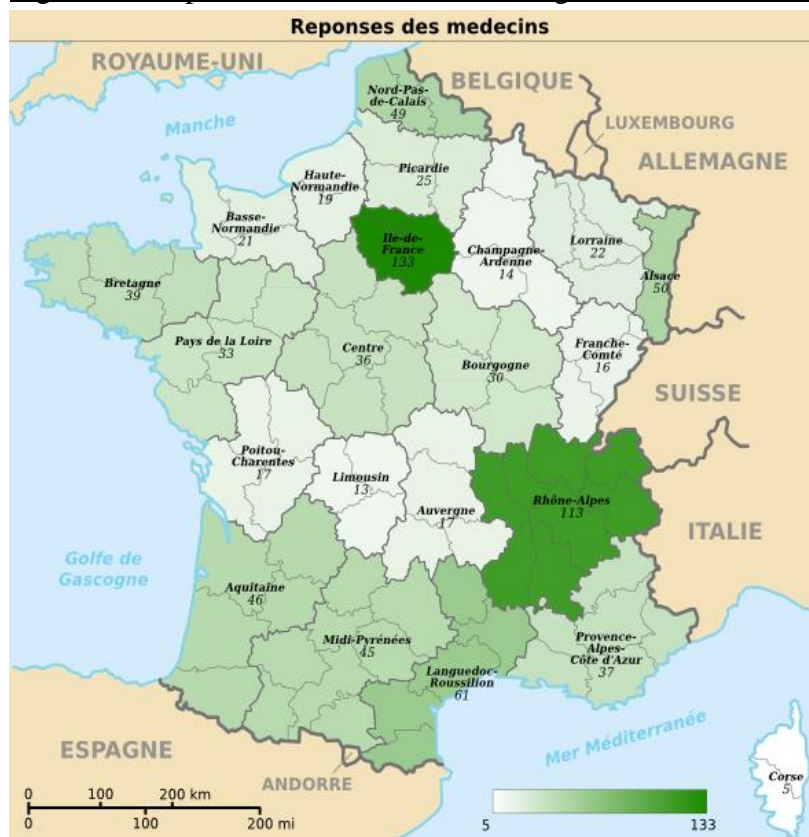 Reponses des medecins
ROYAUME-UNI
BELGIQUE
Nord-Pas-
de-Calais
49
LUXEMBOURG
Manche
ALLEMAGNE
Haute-
Normandie
19
Picardie
25
Basse-
Normandie
21
Ile-de-
France
133
Champagne-
Ardenne
14
Lorraine
22
Alsace
50
Bretagne
39
Pays de la Loire
33
Centre
36
Bourgogne
30
Franche-
Comté
16
SUISSE
Poitou-
Charentes
17
Limousin
13
Auvergne
17
Rhône-Alpes
113
ITALIE
Golfe de
Gascogne
Aquitaine
46
Midi-Pyrénées
45
Languedoc-
Roussillon
61
Provence-
Alpes-
Côte d'Azur
37
Mer Méditerranée
ESPAGNE
ANDORRE
Corse
5
0 100 200 km
0 100 200 mi
5 133